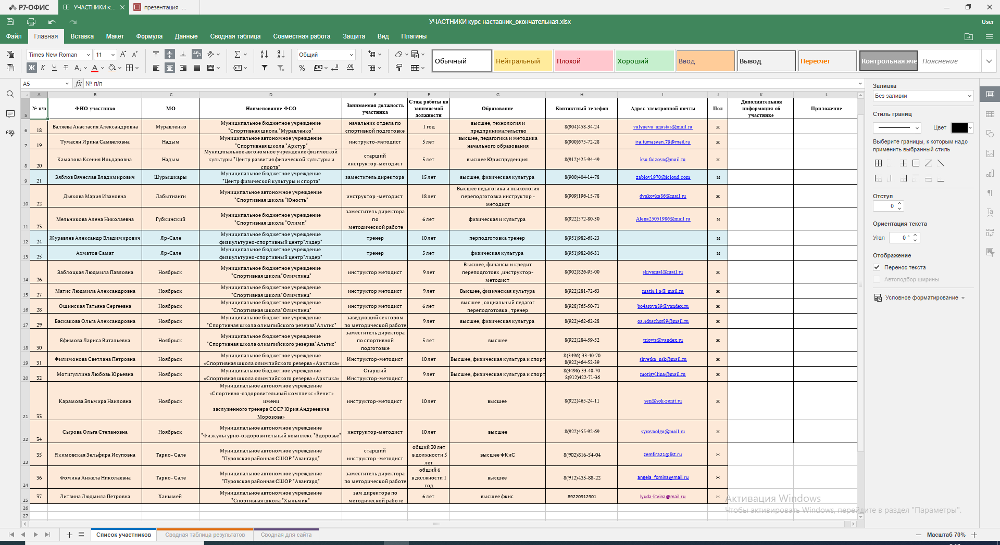 Р7-ОФИС
УЧАСТНИКИ к...
презентация ...
УЧАСТНИКИ курс наставник_окончательная.xlsx
User
Файл Главная Вставка Макет Формула Данные Сводная таблица Совместная работа Защита Вид Плагины
Times New Roman 11 Общий
Обычный Нейтральный Плохой Хороший Ввод Вывод Пересчет Контрольная яче Пояснение
A5 № п/п
A B C D E F G H I J K L
5 № п/п ФИО участника МО Наименование ФСО Занимаемая должность участника Стаж работы на занимаемой должности Образование Контактный телефон Адрес электронной почты Пол Дополнительная информация об участнике Приложение
6 18 Валяева Анастасия Александровна Муравленко Муниципальное бюджетное учреждение "Спортивная школа "Муравленко" начальник отдела по спортивной подготовке 1 год высшее, технология и предпринимательство 8(904)458-34-24 valyaeva_anastas@mail.ru ж
7 19 Тумасян Ирина Самвеловна Надым Муниципальное автономное учреждение "Спортивная школа "Арктур" инструкто-методист 5 лет высшее, педагогика и методика начального образования 8(900)675-72-28 ira.tumasyan.79@mail.ru ж
8 20 Камалова Ксения Ильдаровна Надым Муниципальное автономное учреждение физической культуры "Центр развития физической культуры и спорта" старший инструктор-методист 5 лет высшее Юриспруденция 8(912)425-94-49 ksu.faizova@mail.ru ж
9 21 Зяблов Вячеслав Владимирович Шурышкары Муниципальное бюджетное учреждение "Центр физической культуры и спорта" заместитель директора 15 лет высшее, физическая культура 8(900)404-14-78 zablov1970@icloud.com м
10 22 Дьякова Мария Ивановна Лабытнанги Муниципальное автономное учреждение "Спортивная школа "Юность" инструктор -методист 18 лет Высшее педагогика и психология переподготовка инструктор - методист 8(909)196-15-78 dyakovka86@mail.ru ж
11 23 Мельникова Алена Николаевна Губкинский Муниципальное бюджетное учреждение "Спортивная школа "Олимп" заместитель директора по методической работе 6 лет физическая и культура 8(922)572-80-30 Alena25051986@mail.ru м
12 24 Журавлев Александр Владимирович Яр-Сале Муниципальное бюджетное учреждение физкультурно-спортивный центр"лидер" тренер 10 лет перподготовка тренер 8(951)982-68-23 м
13 25 Ахматов Самат Яр-Сале Муниципальное бюджетное учреждение физкультурно-спортивный центр"лидер" тренер 5 лет физическая культура 8(951)982-06-31 м
14 26 Заблоцкая Людмила Павловна Ноябрьск Муниципальное бюджетное учреждение "Спортивная школа"Олимпиец" инструктор методист 9 лет Высшее, финансы и кредит переподготовк ,инструктор-методист 8(902)826-95-00 skiyamal@mail.ru ж
15 27 Матис Людмила Александровна Ноябрьск Муниципальное бюджетное учреждение "Спортивная школа"Олимпиец" инструктор методист 9 лет Высшее, физическая культура 8(922)281-72-63 matis.l.a@ mail.ru ж
16 28 Ощинская Татьяна Сергеевна Ноябрьск Муниципальное бюджетное учреждение "Спортивная школа"Олимпиец" инструктор методист 6 лет высшее , социальный педагог переподготовка , тренер 8(928)765-50-71 bo4arova89@yandex.ru ж
17 29 Баскакова Ольга Александровна Ноябрьск Муниципальное бюджетное учреждение "Спортивная школа олимпийского резерва"Альтис" заведующий сектором по методической работе 9 лет высшее, физическая культура 8(922)462-62-28 oa.sduschor89@mail.ru ж
18 30 Ефимова Лариса Витальевна Ноябрьск Муниципальное бюджетное учреждение "Спортивная школа олимпийского резерва"Альтис" заместитель директора по спортивной подготовке 5 лет высшее 8(922)284-59-52 trioyts@yandex.ru ж
19 31 Филимонова Светлана Петровна Ноябрьск Муниципальное бюджетное учреждение «Спортивная школа олимпийского резерва «Арктика» Инструктор-методист 10 лет Высшее, физическая культура и спорт 8(3496) 33-40-70 8(922)464-52-39 shvetka_nsk@mail.ru ж
20 32 Мотигуллина Любовь Юрьевна Ноябрьск Муниципальное бюджетное учреждение «Спортивная школа олимпийского резерва «Арктика» Старший Инструктор-методист 9 лет Высшее, физическая культура и спорт 8(3496) 33-40-70 8(912)422-71-36 motigyllina@mail.ru ж
21 33 Карамова Эльмира Наиловна Ноябрьск Муниципальное автономное учреждение «Спортивно-оздоровительный комплекс «Зенит» имени заслуженного тренера СССР Юрия Андреевича Морозова» инструктор-методист 10 лет высшее 8(922)465-24-11 sen@sok-zenit.ru ж
22 34 Сырова Ольга Степановна Ноябрьск Муниципальное автономное учреждение "Физкультурно-оздоровительный комплекс "Здоровье" инструктор-методист 10 лет высшее 8(922)455-92-69 syrovaolga@mail.ru ж
23 35 Якимовская Зельфира Исуповна Тарко- Сале Муниципальное автономное учреждение "Пуровская районная СШОР "Авангард" старший инструктор -методист общий 30 лет в должности 5 лет высшее ФКиС 8(902)816-54-04 zemfira21@list.ru ж
24 36 Фомина Анжела Николаевна Тарко- Сале Муниципальное автономное учреждение "Пуровская районная СШОР "Авангард" заместитель директора по методической работе общий 6 в должности 1 год высшее 8(912)435-88-22 angela_fomina@mail.ru ж
25 37 Литвина Людмила Петровна Ханымей Муниципальное автономное учреждение "Спортивная школа "Хыльмик" зам директора по методической работе 6 лет высшее фкис 89220912901 lyuda-litvina@mail.ru ж
26
27
Заливка
Без заливки
Стиль границ
Цвет
Выберите границы, к которым надо
применить выбранный стиль
Отступ
0
Ориентация текста
Угол 0 °
Отображение
Перенос текста
Автоподбор ширины
Условное форматирование
Активация Windows
Чтобы активировать Windows, перейдите в раздел "Параметры".
Список участников Сводная таблица результатов Сводная для сайта
Масштаб 70%